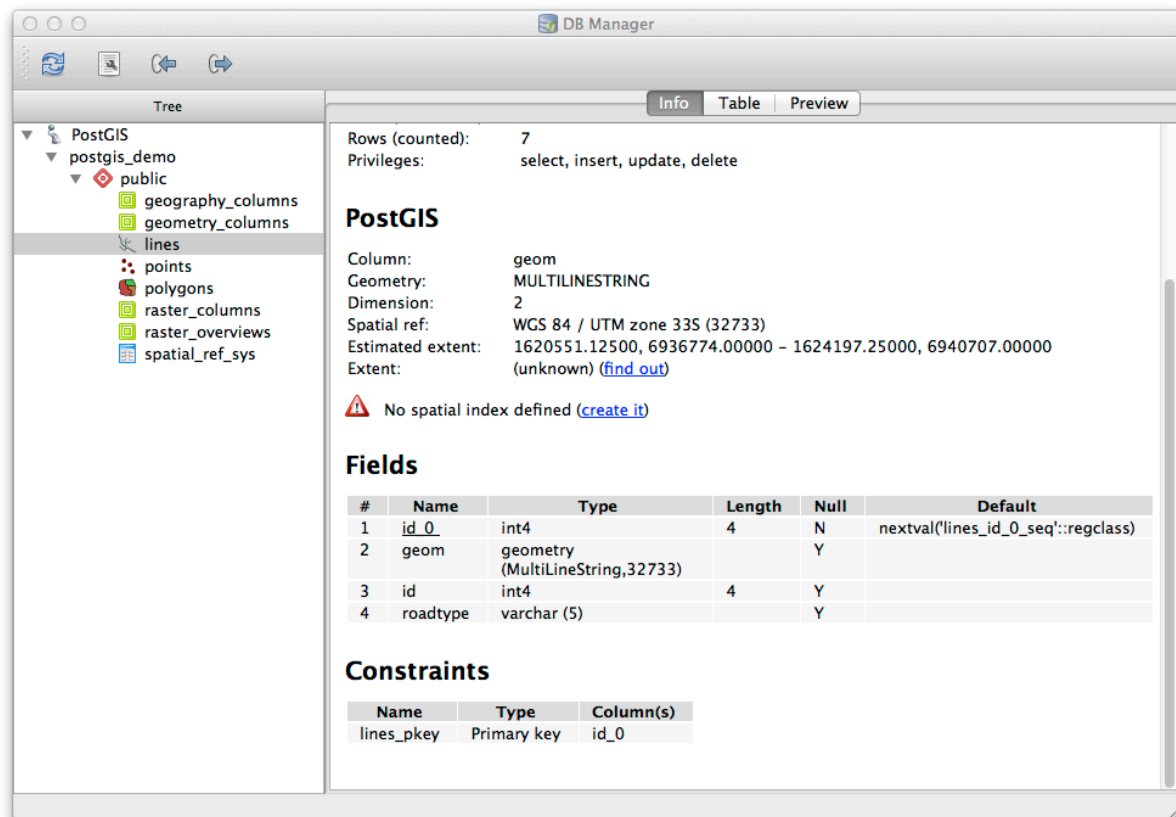 DB Manager
Tree
Info Table Preview
PostGIS
postgis_demo
public
geography_columns
geometry_columns
lines
points
polygons
raster_columns
raster_overviews
spatial_ref_sys
Rows (counted): 7
Privileges: select, insert, update, delete
PostGIS
Column: geom
Geometry: MULTILINESTRING
Dimension: 2
Spatial ref: WGS 84 / UTM zone 33S (32733)
Estimated extent: 1620551.12500, 6936774.00000 – 1624197.25000, 6940707.00000
Extent: (unknown) (find out)
No spatial index defined (create it)
Fields
# Name Type Length Null Default
1 id_0 int4 4 N nextval('lines_id_0_seq'::regclass)
2 geom geometry Y
(MultiLineString,32733)
3 id int4 4 Y
4 roadtype varchar (5) Y
Constraints
Name Type Column(s)
lines_pkey Primary key id_0